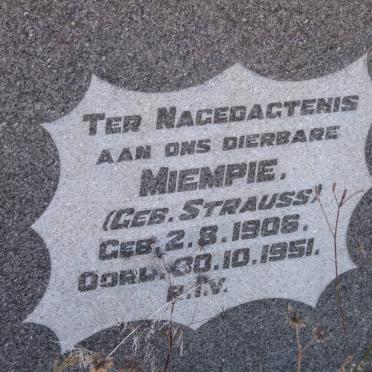 TER NAGEDAGTENIS
AAN ONS DIERBARE
MIEMPIE.
(GEB. STRAUSS)
GEB. 2. 8. 1906.
OORL. 30. 10. 1951.
R.I.V.